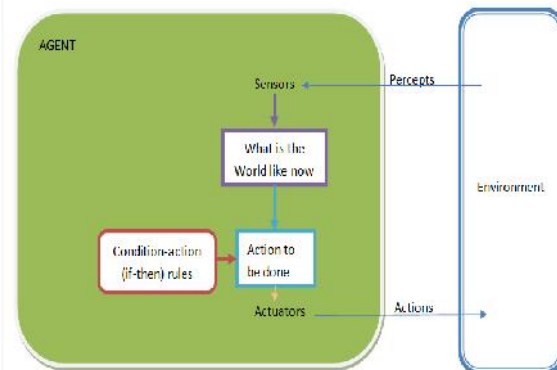 AGENT
Sensors
Percepts
What is the
World like now
Environment
Condition-action
(if-then) rules
Action to
be done
Actuators
Actions